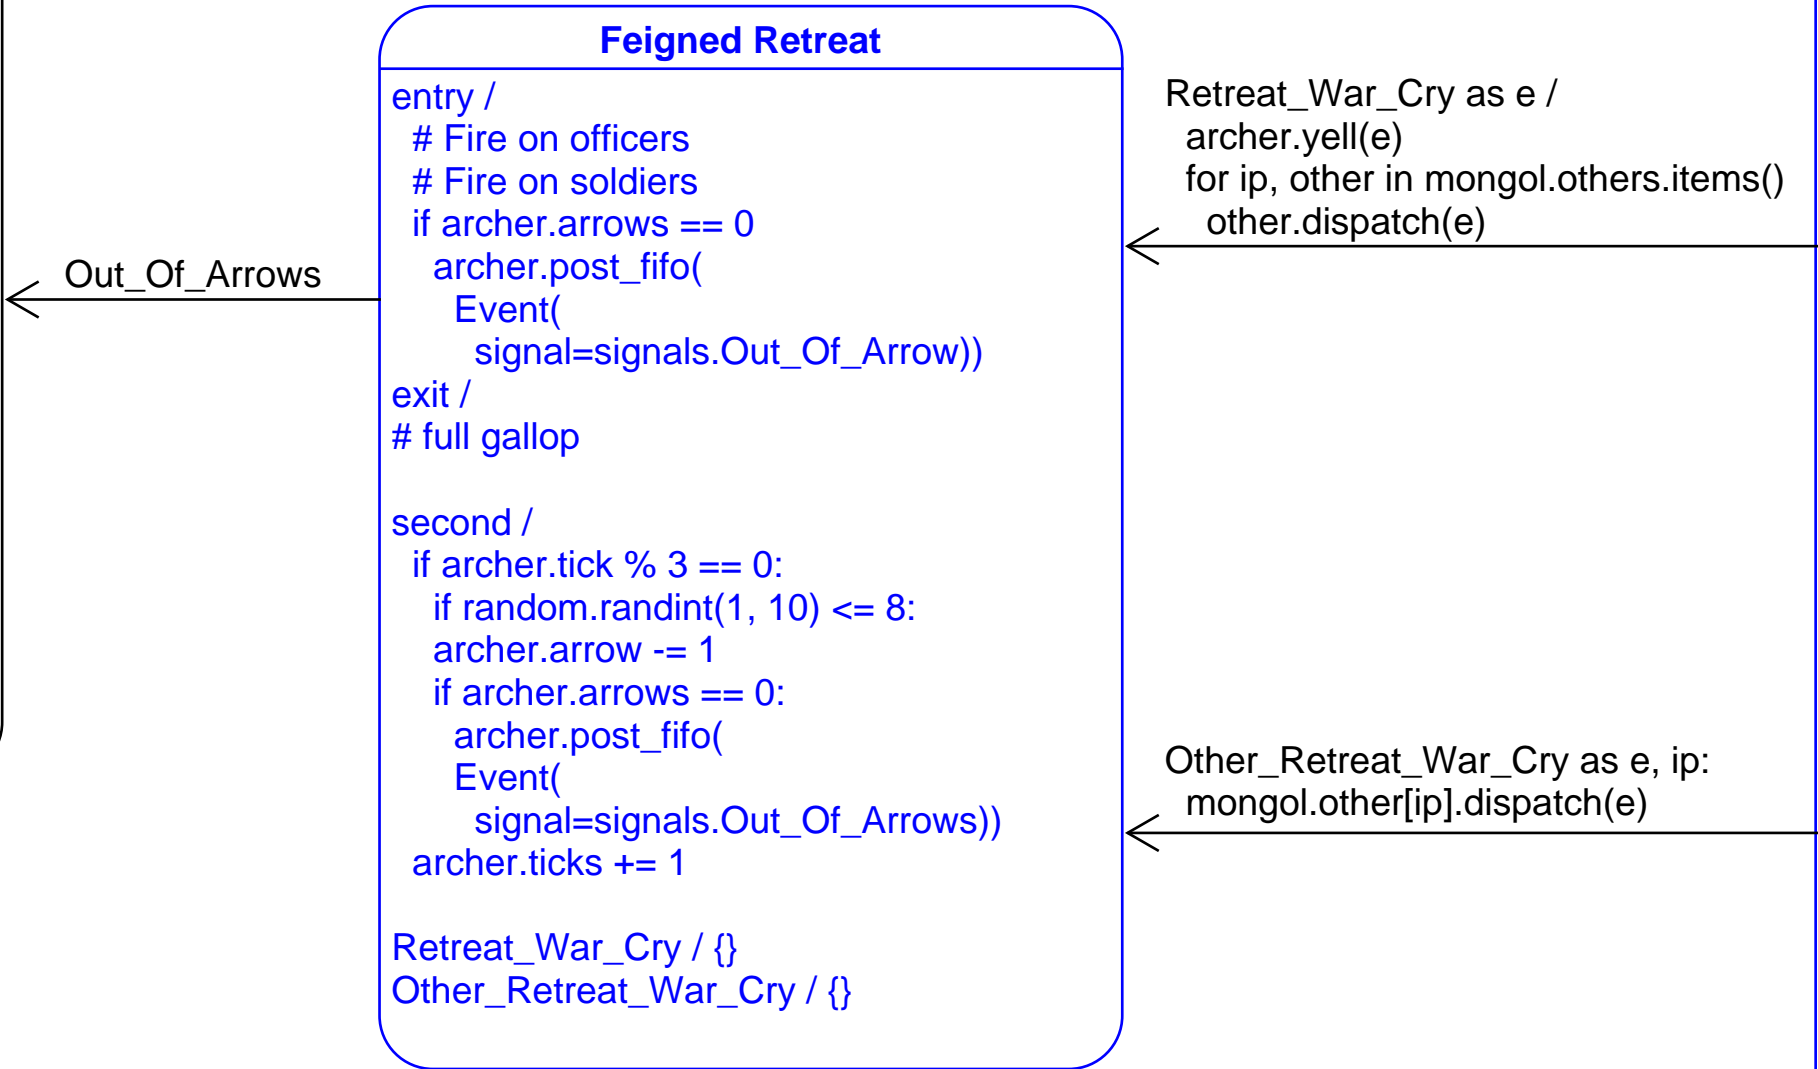 Feigned Retreat
entry /
# Fire on officers
# Fire on soldiers
if archer.arrows == 0
archer.post_fifo(
Event(
signal=signals.Out_Of_Arrow))
exit /
# full gallop
second /
if archer.tick % 3 == 0:
if random.randint(1, 10) <= 8:
archer.arrow -= 1
if archer.arrows == 0:
archer.post_fifo(
Event(
signal=signals.Out_Of_Arrows))
archer.ticks += 1
Retreat_War_Cry / {}
Other_Retreat_War_Cry / {}
Out_Of_Arrows
Retreat_War_Cry as e /
archer.yell(e)
for ip, other in mongol.others.items()
other.dispatch(e)
Other_Retreat_War_Cry as e, ip:
mongol.other[ip].dispatch(e)